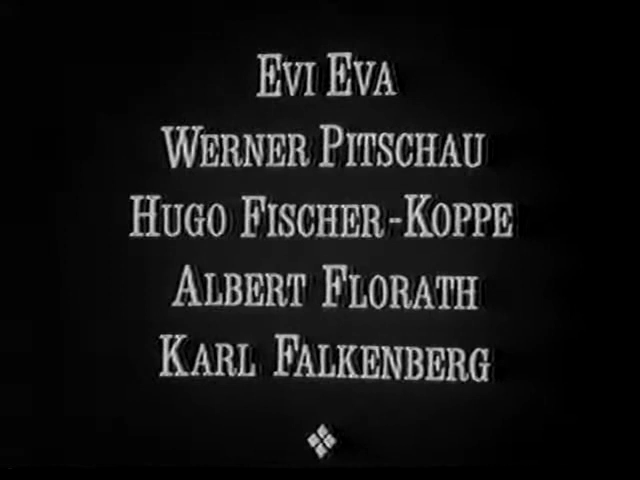 EVI EVA
WERNER PITSCHAU
HUGO FISCHER-KOPPE
ALBERT FLORATH
KARL FALKENBERG